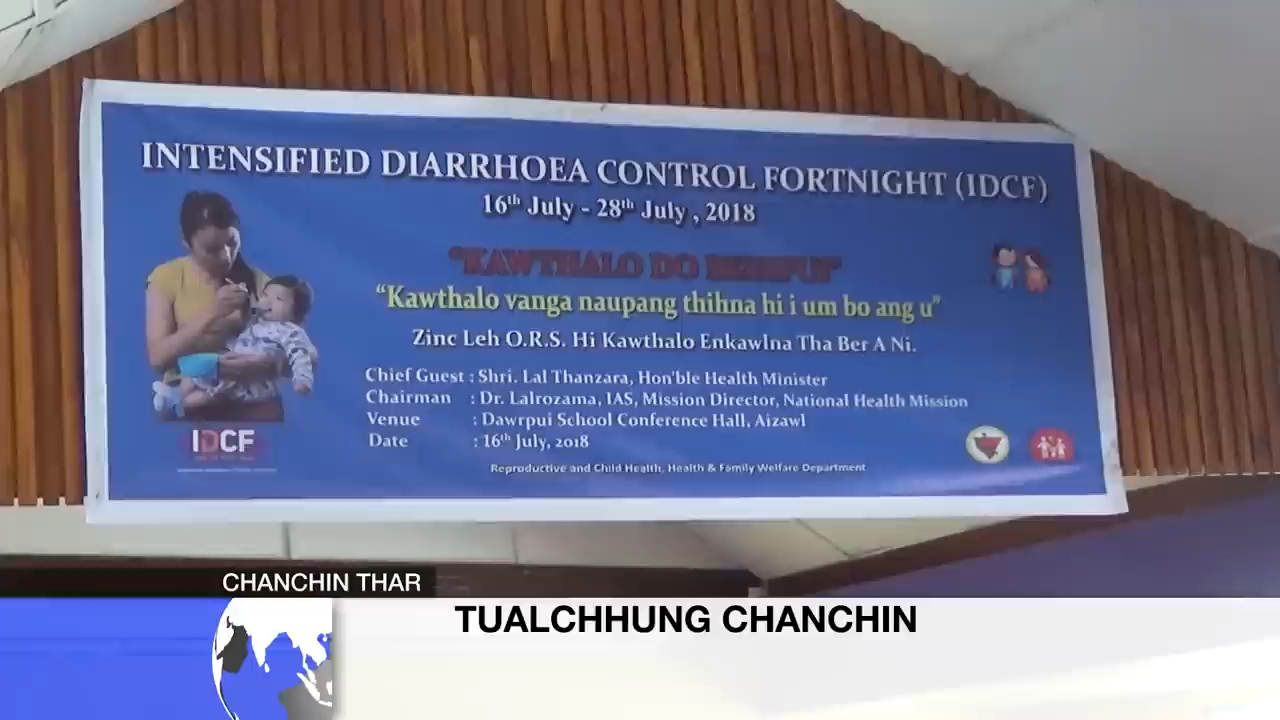 INTENSIFIED DIARRHOEA CONTROL FORTNIGHT (IDCF)
16th July - 28th July , 2018
"KAWTHALO DO
"Kawthalo vanga naupang thihna hi i um bo ang u"
Zinc Leh O.R.S. Hi Kawthalo Enkawlna Tha Ber A Ni.
Chief Guest : Shri. Lal Thanzara, Hon'ble Health Minister
Chairman : Dr. Lalrozama, IAS, Mission Director, National Health Mission
Venue : Dawrpui School Conference Hall, Aizawl
Date : 16th July, 2018
IDCF
Reproductive and Child Health, Health & Family Welfare Department
CHANCHIN THAR
TUALCHHUNG CHANCHIN